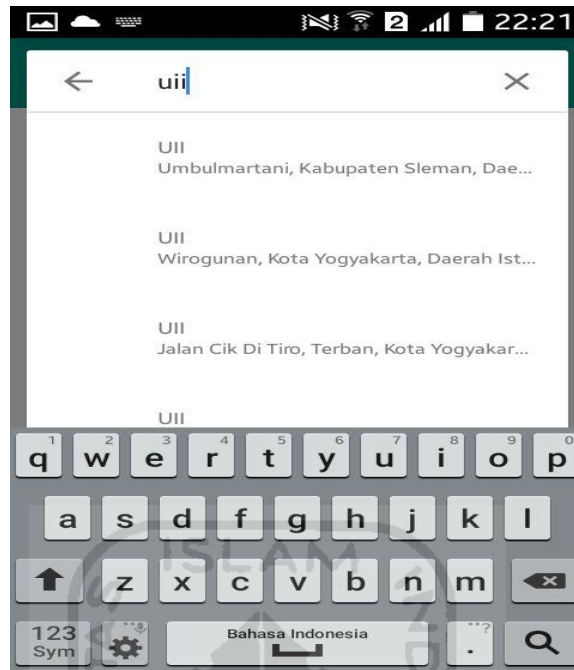 2 22:21
uii
UII
Umbulmartani, Kabupaten Sleman, Dae...
UII
Wirogunan, Kota Yogyakarta, Daerah Ist...
UII
Jalan Cik Di Tiro, Terban, Kota Yogyakar...
UII
1 2 3 4 5 6 7 8 9 0
q w e r t y u i o p
a s d f g h j k l
z x c v b n m
123 Bahasa Indonesia ? .
Sym
ISLAM